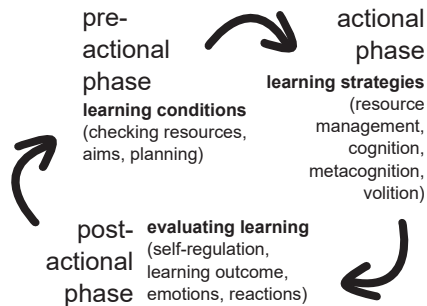 pre-
actional
phase
learning conditions
(checking resources,
aims, planning)
actional
phase
learning strategies
(resource
management,
cognition,
metacognition,
volition)
post-
actional
phase
evaluating learning
(self-regulation,
learning outcome,
emotions, reactions)